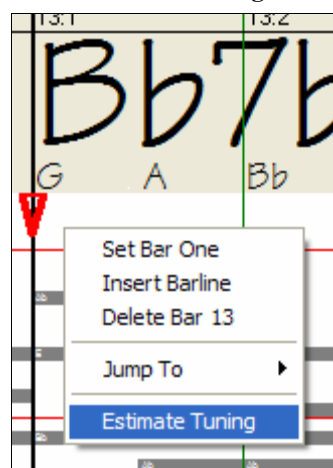 13:1 13:2
Bb7b
G A Bb
Set Bar One
Insert Barline
Delete Bar 13
Jump To
Estimate Tuning